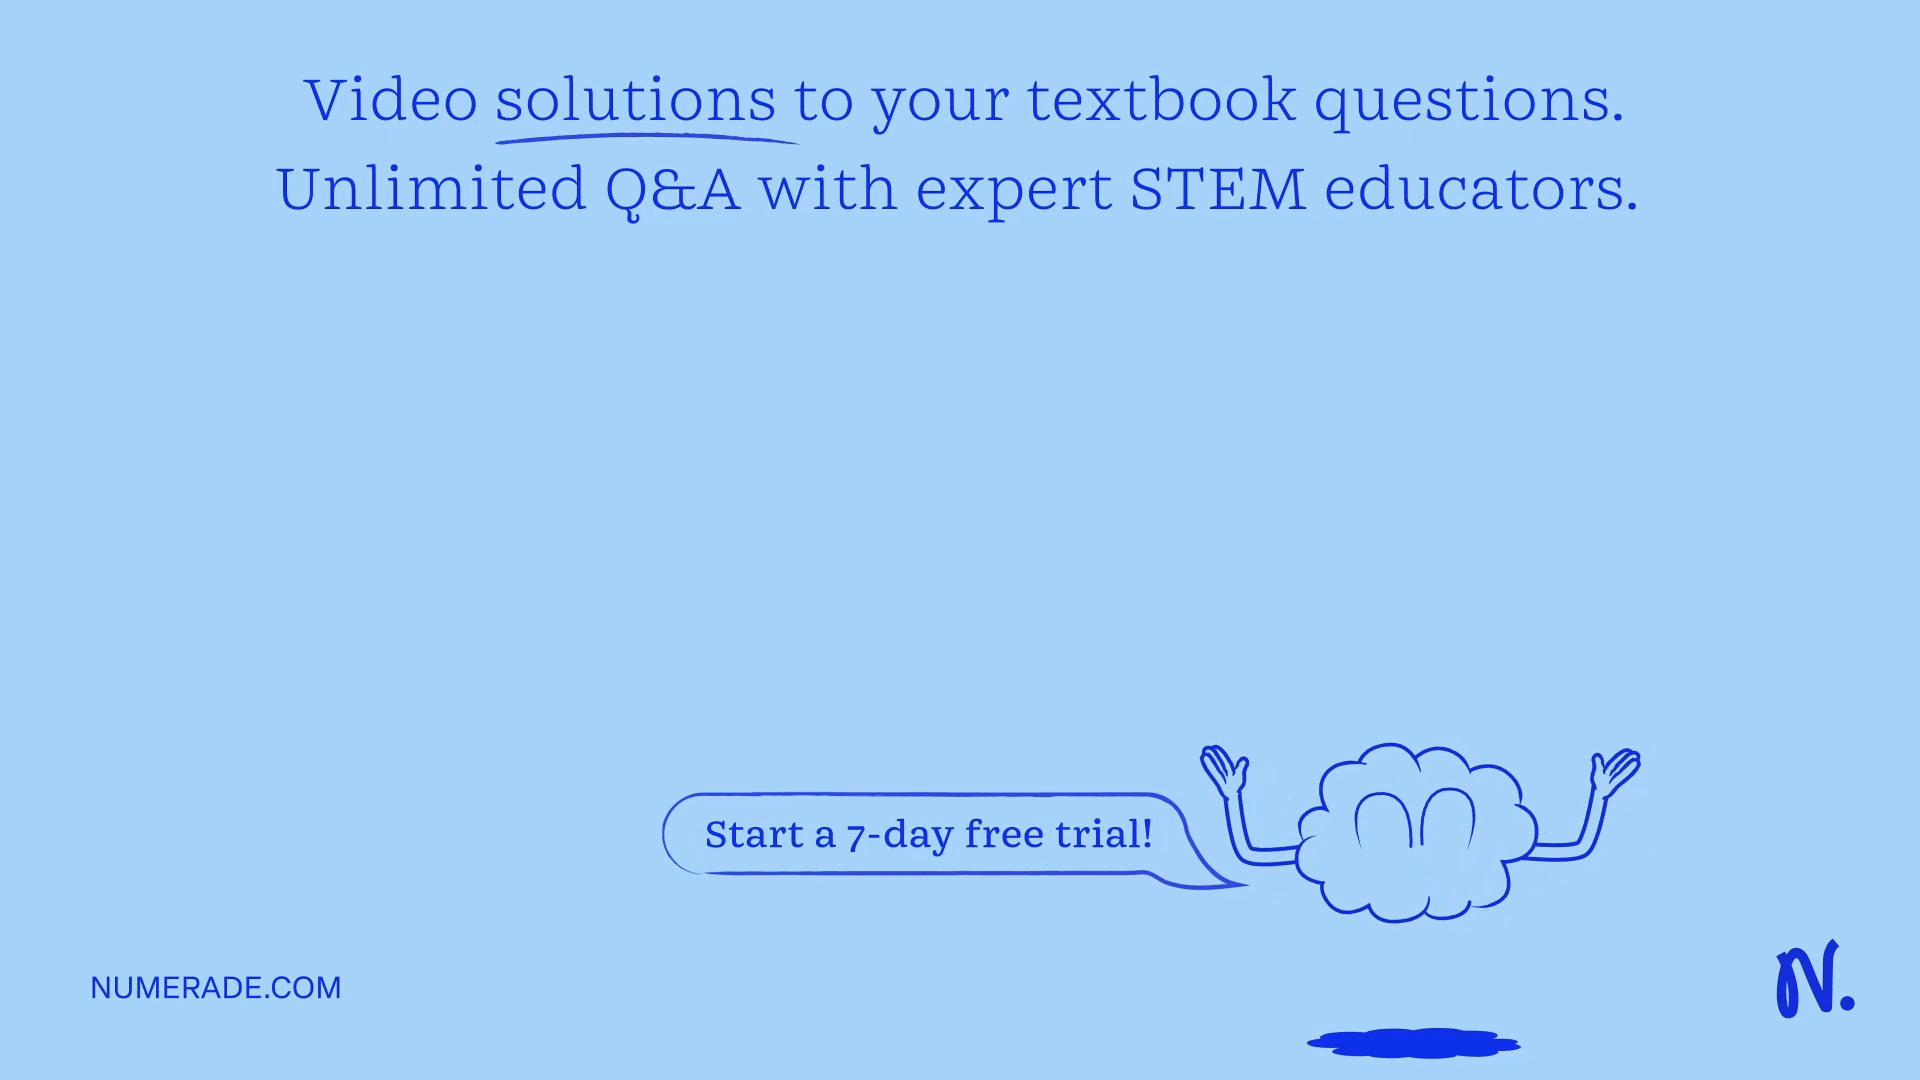 Video solutions to your textbook questions.
Unlimited Q&A with expert STEM educators.
Start a 7-day free trial!
NUMERADE.COM
N.